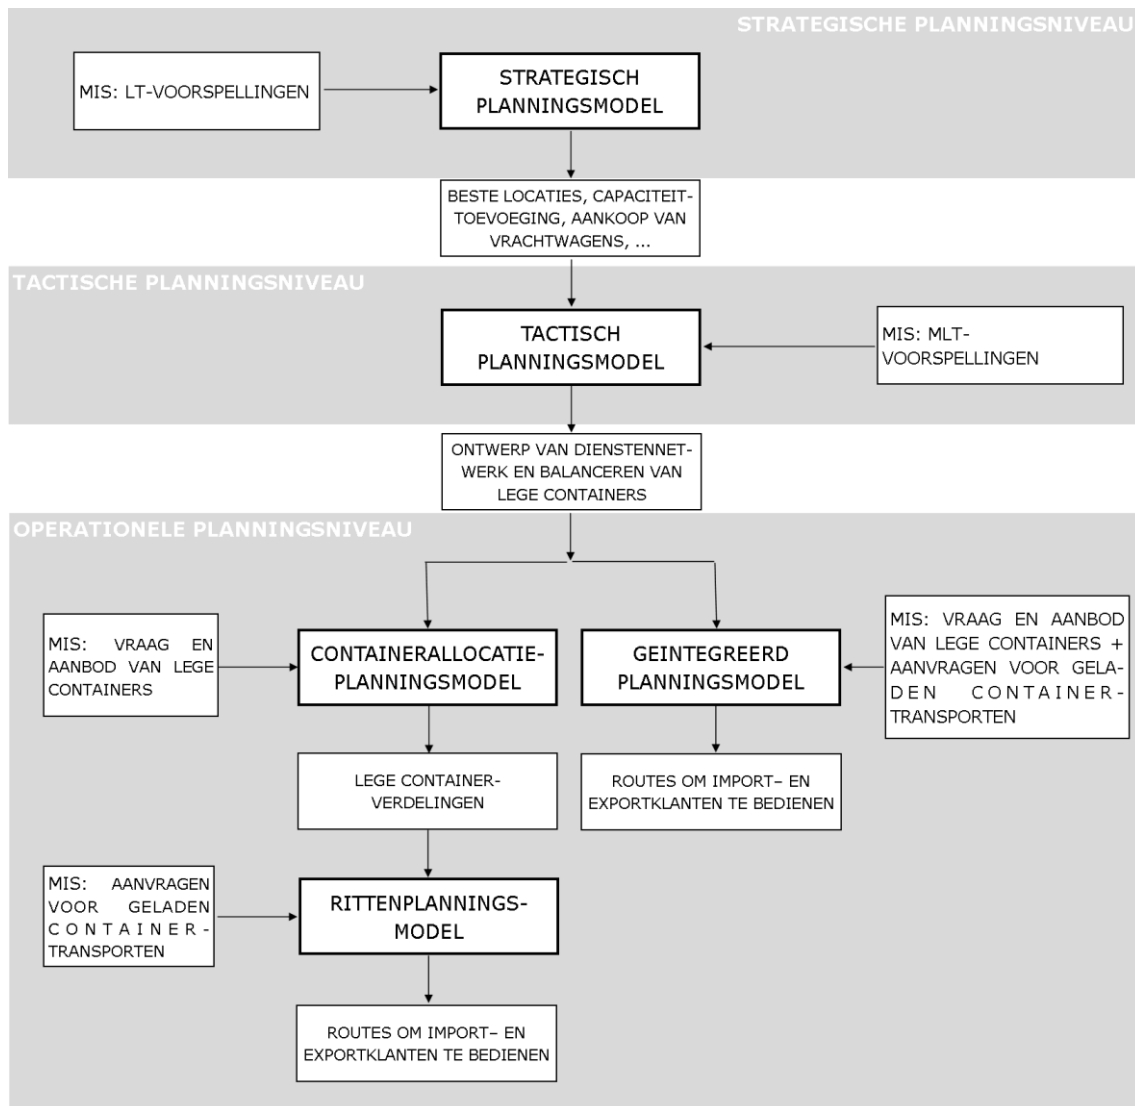 STRATEGISCHE PLANNINGSNIVEAU
MIS: LT-VOORSPELLINGEN
STRATEGISCH
PLANNINGSMODEL
BESTE LOCATIES, CAPACITEIT-
TOEVOEGING, AANKOOP VAN
VRACHTWAGENS, ...
TACTISCHE PLANNINGSNIVEAU
TACTISCH
PLANNINGSMODEL
MIS: MLT-
VOORSPELLINGEN
ONTWERP VAN DIENSTENNET-
WERK EN BALANCEREN VAN
LEGE CONTAINERS
OPERATIONELE PLANNINGSNIVEAU
MIS: VRAAG EN
AANBOD VAN LEGE
CONTAINERS
CONTAINERALLOCATIE-
PLANNINGSMODEL
GEINTEGREERD
PLANNINGSMODEL
MIS: VRAAG EN AANBOD
VAN LEGE CONTAINERS +
AANVRAGEN VOOR GELA-
DEN CONTAINER-
TRANSPORTEN
LEGE CONTAINER-
VERDELINGEN
ROUTES OM IMPORT– EN
EXPORTKLANTEN TE BEDIENEN
MIS: AANVRAGEN
VOOR GELADEN
CONTAINER-
TRANSPORTEN
RITTENPLANNINGS-
MODEL
ROUTES OM IMPORT– EN
EXPORTKLANTEN TE BEDIENEN